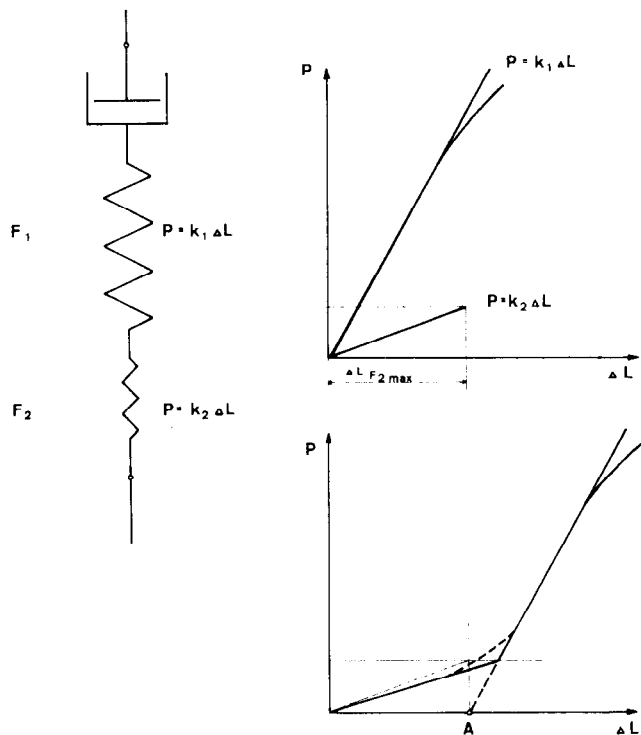 F₁
P = k₁ ΔL
F₂
P = k₂ ΔL
P
P = k₁ ΔL
P = k₂ ΔL
ΔL F2 max
ΔL
P
A
ΔL